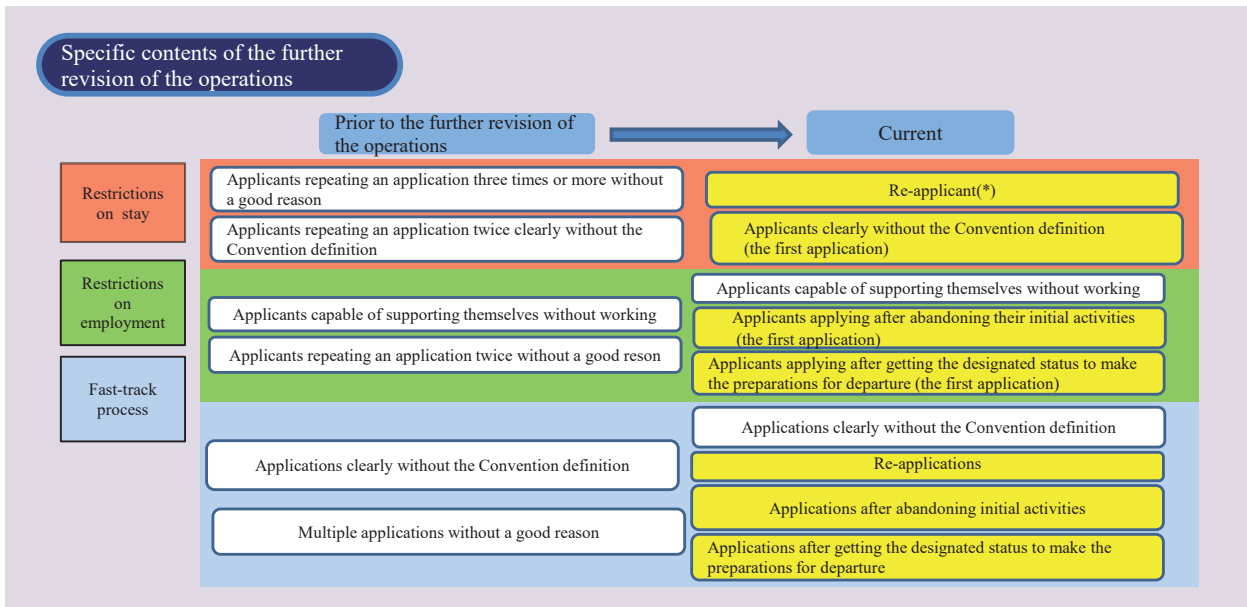 Specific contents of the further
revision of the operations
Prior to the further revision of
the operations
Current
Restrictions
on stay
Applicants repeating an application three times or more without
a good reason
Applicants repeating an application twice clearly without the
Convention definition
Re-applicant(*)
Applicants clearly without the Convention definition
(the first application)
Restrictions
on
employment
Applicants capable of supporting themselves without working
Applicants repeating an application twice without a good reson
Applicants capable of supporting themselves without working
Applicants applying after abandoning their initial activities
(the first application)
Applicants applying after getting the designated status to make
the preparations for departure (the first application)
Fast-track
process
Applications clearly without the Convention definition
Multiple applications without a good reason
Applications clearly without the Convention definition
Re-applications
Applications after abandoning initial activities
Applications after getting the designated status to make the
preparations for departure